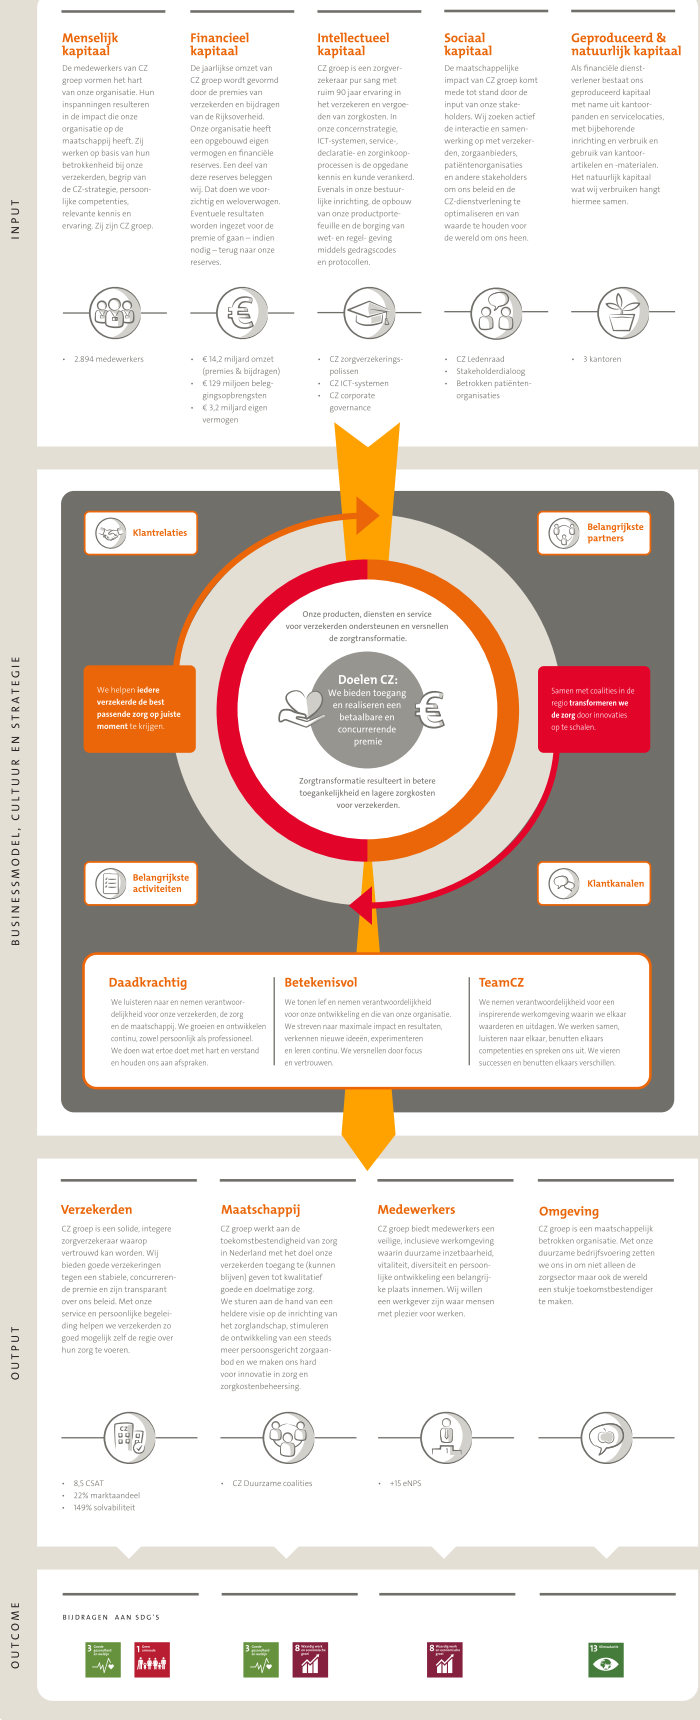 INPUT
Menselijk
kapitaal
De medewerkers van CZ
groep vormen het hart
van onze organisatie. Hun
inspanningen resulteren
in de impact die onze
organisatie op de
maatschappij heeft. Zij
werken op basis van hun
betrokkenheid bij onze
verzekerden, begrip van
de CZ-strategie, persoon-
lijke competenties,
relevante kennis en
ervaring. Zij zijn CZ groep.
• 2.894 medewerkers
Financieel
kapitaal
De jaarlijkse omzet van
CZ groep wordt gevormd
door de premies van
verzekerden en bijdragen
van de Rijksoverheid.
Onze organisatie heeft
een opgebouwd eigen
vermogen en financiële
reserves. Een deel van
deze reserves beleggen
wij. Dat doen we voor-
zichtig en weloverwogen.
Eventuele resultaten
worden ingezet voor de
premie of gaan – indien
nodig – terug naar onze
reserves.
• € 14,2 miljard omzet
(premies & bijdragen)
• € 129 miljoen beleg-
gingsopbrengsten
• € 3,2 miljard eigen
vermogen
Intellectueel
kapitaal
CZ groep is een zorgver-
zekeraar pur sang met
ruim 90 jaar ervaring in
het verzekeren en vergoe-
den van zorgkosten. In
onze concernstrategie,
ICT-systemen, service-,
declaratie- en zorginkoop-
processen is de opgedane
kennis en kunde verankerd.
Evenals in onze bestuur-
lijke inrichting, de opbouw
van onze productporte-
feuille en de borging van
wet- en regel- geving
middels gedragscodes
en protocollen.
• CZ zorgverzekerings-
polissen
• CZ ICT-systemen
• CZ corporate
governance
Sociaal
kapitaal
De maatschappelijke
impact van CZ groep komt
mede tot stand door de
input van onze stake-
holders. Wij zoeken actief
de interactie en samen-
werking op met verzeker-
den, zorgaanbieders,
patiëntenorganisaties
en andere stakeholders
om ons beleid en de
CZ-dienstverlening te
optimaliseren en van
waarde te houden voor
de wereld om ons heen.
• CZ Ledenraad
• Stakeholderdialoog
• Betrokken patiënten-
organisaties
Geproduceerd &
natuurlijk kapitaal
Als financiële dienst-
verlener bestaat ons
geproduceerd kapitaal
met name uit kantoor-
panden en servicelocaties,
met bijbehorende
inrichting en verbruik en
gebruik van kantoor-
artikelen en -materialen.
Het natuurlijk kapitaal
wat wij verbruiken hangt
hiermee samen.
• 3 kantoren
BUSINESSMODEL, CULTUUR EN STRATEGIE
Klantrelaties
Belangrijkste
partners
Onze producten, diensten en service
voor verzekerden ondersteunen en versnellen
de zorgtransformatie.
We helpen iedere
verzekerde de best
passende zorg op juiste
moment te krijgen.
Doelen CZ:
We bieden toegang
en realiseren een
betaalbare en
concurrerende
premie
€
Samen met coalities in de
regio transformeren we
de zorg door innovaties
op te schalen.
Zorgtransformatie resulteert in betere
toegankelijkheid en lagere zorgkosten
voor verzekerden.
Belangrijkste
activiteiten
Klantkanalen
Daadkrachtig
We luisteren naar en nemen verantwoor-
delijkheid voor onze verzekerden, de zorg
en de maatschappij. We groeien en ontwikkelen
continu, zowel persoonlijk als professioneel.
We doen wat ertoe doet met hart en verstand
en houden ons aan afspraken.
Betekenisvol
We tonen lef en nemen verantwoordelijkheid
voor onze ontwikkeling en die van onze organisatie.
We streven naar maximale impact en resultaten,
verkennen nieuwe ideeën, experimenteren
en leren continu. We versnellen door focus
en vertrouwen.
TeamCZ
We nemen verantwoordelijkheid voor een
inspirerende werkomgeving waarin we elkaar
waarderen en uitdagen. We werken samen,
luisteren naar elkaar, benutten elkaars
competenties en spreken ons uit. We vieren
successen en benutten elkaars verschillen.
OUTPUT
Verzekerden
CZ groep is een solide, integere
zorgverzekeraar waarop
vertrouwd kan worden. Wij
bieden goede verzekeringen
tegen een stabiele, concurreren-
de premie en zijn transparant
over ons beleid. Met onze
service en persoonlijke begelei-
ding helpen we verzekerden zo
goed mogelijk zelf de regie over
hun zorg te voeren.
CZ
• 8,5 CSAT
• 22% marktaandeel
• 149% solvabiliteit
Maatschappij
CZ groep werkt aan de
toekomstbestendigheid van zorg
in Nederland met het doel onze
verzekerden toegang te (kunnen
blijven) geven tot kwalitatief
goede en doelmatige zorg.
We sturen aan de hand van een
heldere visie op de inrichting van
het zorglandschap, stimuleren
de ontwikkeling van een steeds
meer persoonsgericht zorgaan-
bod en we maken ons hard
voor innovatie in zorg en
zorgkostenbeheersing.
• CZ Duurzame coalities
Medewerkers
CZ groep biedt medewerkers een
veilige, inclusieve werkomgeving
waarin duurzame inzetbaarheid,
vitaliteit, diversiteit en persoon-
lijke ontwikkeling een belangrij-
ke plaats innemen. Wij willen
een werkgever zijn waar mensen
met plezier voor werken.
• +15 eNPS
Omgeving
CZ groep is een maatschappelijk
betrokken organisatie. Met onze
duurzame bedrijfsvoering zetten
we ons in om niet alleen de
zorgsector maar ook de wereld
een stukje toekomstbestendiger
te maken.
OUTCOME
BIJDRAGEN AAN SDG'S
3 Goede
gezondheid
en welzijn
1 Geen
armoede
3 Goede
gezondheid
en welzijn
8 Waardig werk
en economische
groei
8 Waardig werk
en economische
groei
13 Klimaatactie